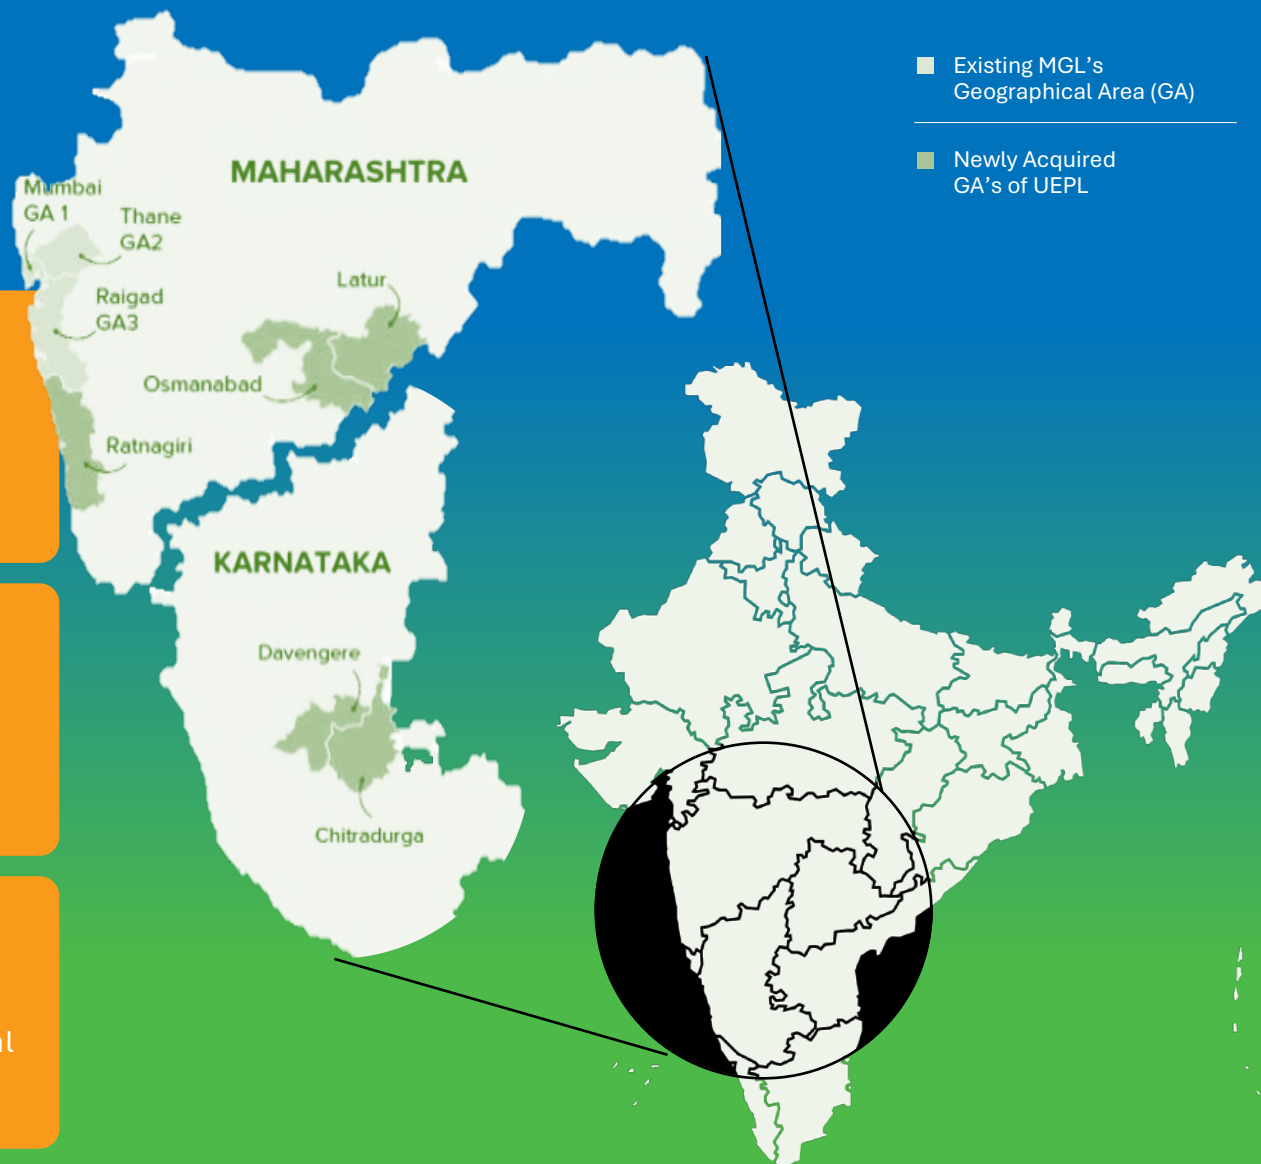 Existing MGL's
Geographical Area (GA)
Newly Acquired
GA's of UEPL
MAHARASHTRA
Mumbai
GA 1
Thane
GA2
Latur
Raigad
GA3
Osmanabad
Ratnagiri
KARNATAKA
Davengere
Chitradurga